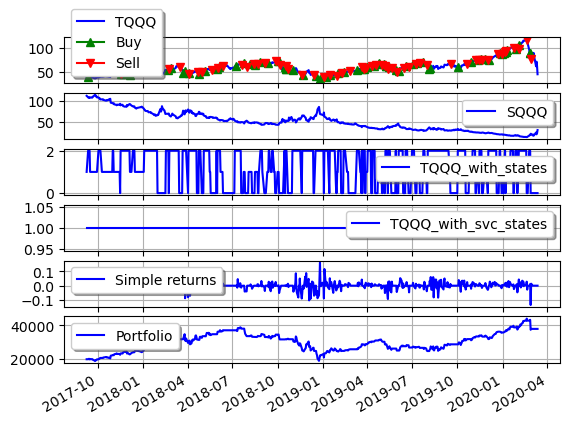 TQQQ
Buy
Sell
100
50
SQQQ
100
50
TQQQ_with_states
2
0
TQQQ_with_svc_states
1.05
1.00
0.95
Simple returns
0.1
0.0
−0.1
Portfolio
40000
20000
2017-10 2018-01 2018-04 2018-07 2018-10 2019-01 2019-04 2019-07 2019-10 2020-01 2020-04